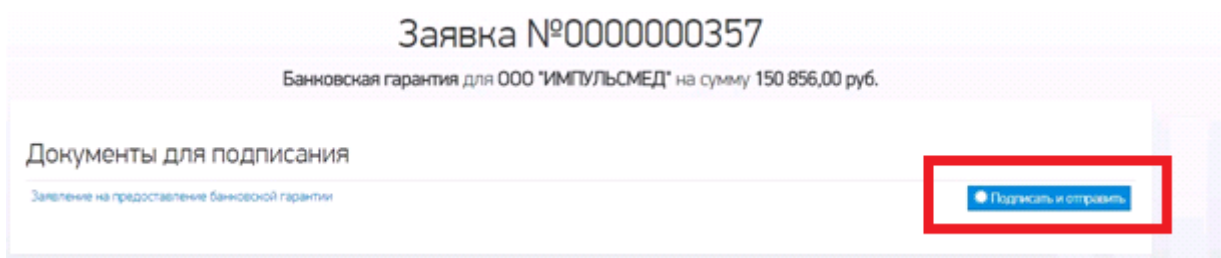 Заявка №0000000357
Банковская гарантия для ООО "ИМПУЛЬСМЕД" на сумму 150 856,00 руб.
Документы для подписания
Заявление на предоставление банковской гарантии
Подписать и отправить